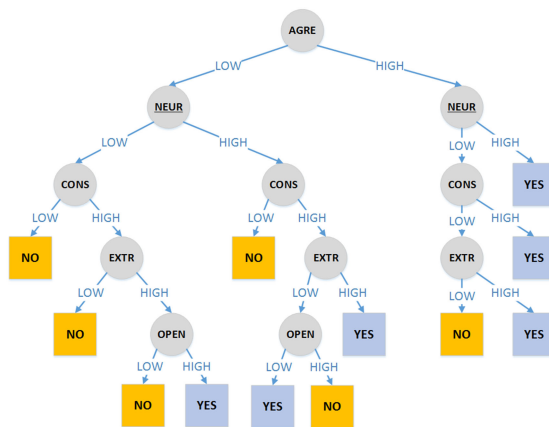 AGRE
LOW HIGH
NEUR NEUR
LOW HIGH LOW HIGH
CONS CONS CONS YES
LOW HIGH LOW HIGH LOW HIGH
NO EXTR NO EXTR EXTR YES
LOW HIGH LOW HIGH LOW HIGH
NO OPEN OPEN YES NO YES
LOW HIGH LOW HIGH
NO YES YES NO